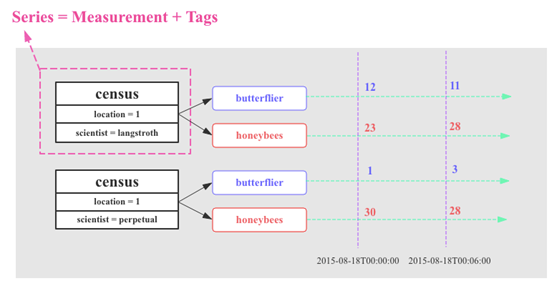 Series = Measurement + Tags
census
location = 1
scientist = langstroth
butterflier
12
11
honeybees
23
28
census
location = 1
scientist = perpetual
butterflier
1
3
honeybees
30
28
2015-08-18T00:00:00
2015-08-18T00:06:00